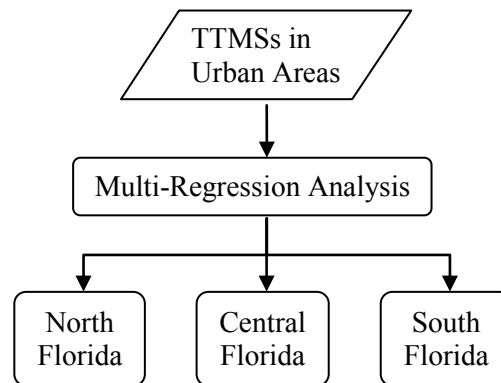 TTMSs in
Urban Areas
Multi-Regression Analysis
North
Florida
Central
Florida
South
Florida